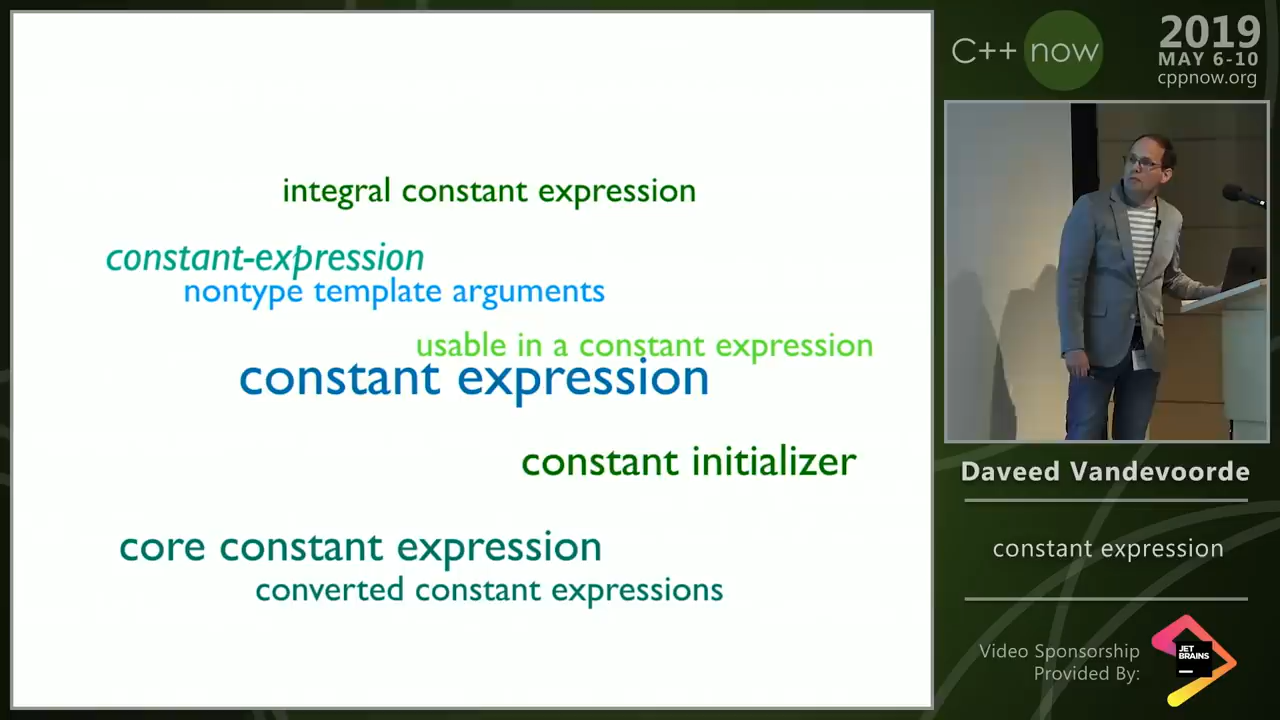 integral constant expression
constant-expression
nontype template arguments
usable in a constant expression
constant expression
constant initializer
core constant expression
converted constant expressions
C++ now
2019
MAY 6-10
cppnow.org
Daveed Vandevoorde
constant expression
Video Sponsorship
Provided By:
JET
BRAINS